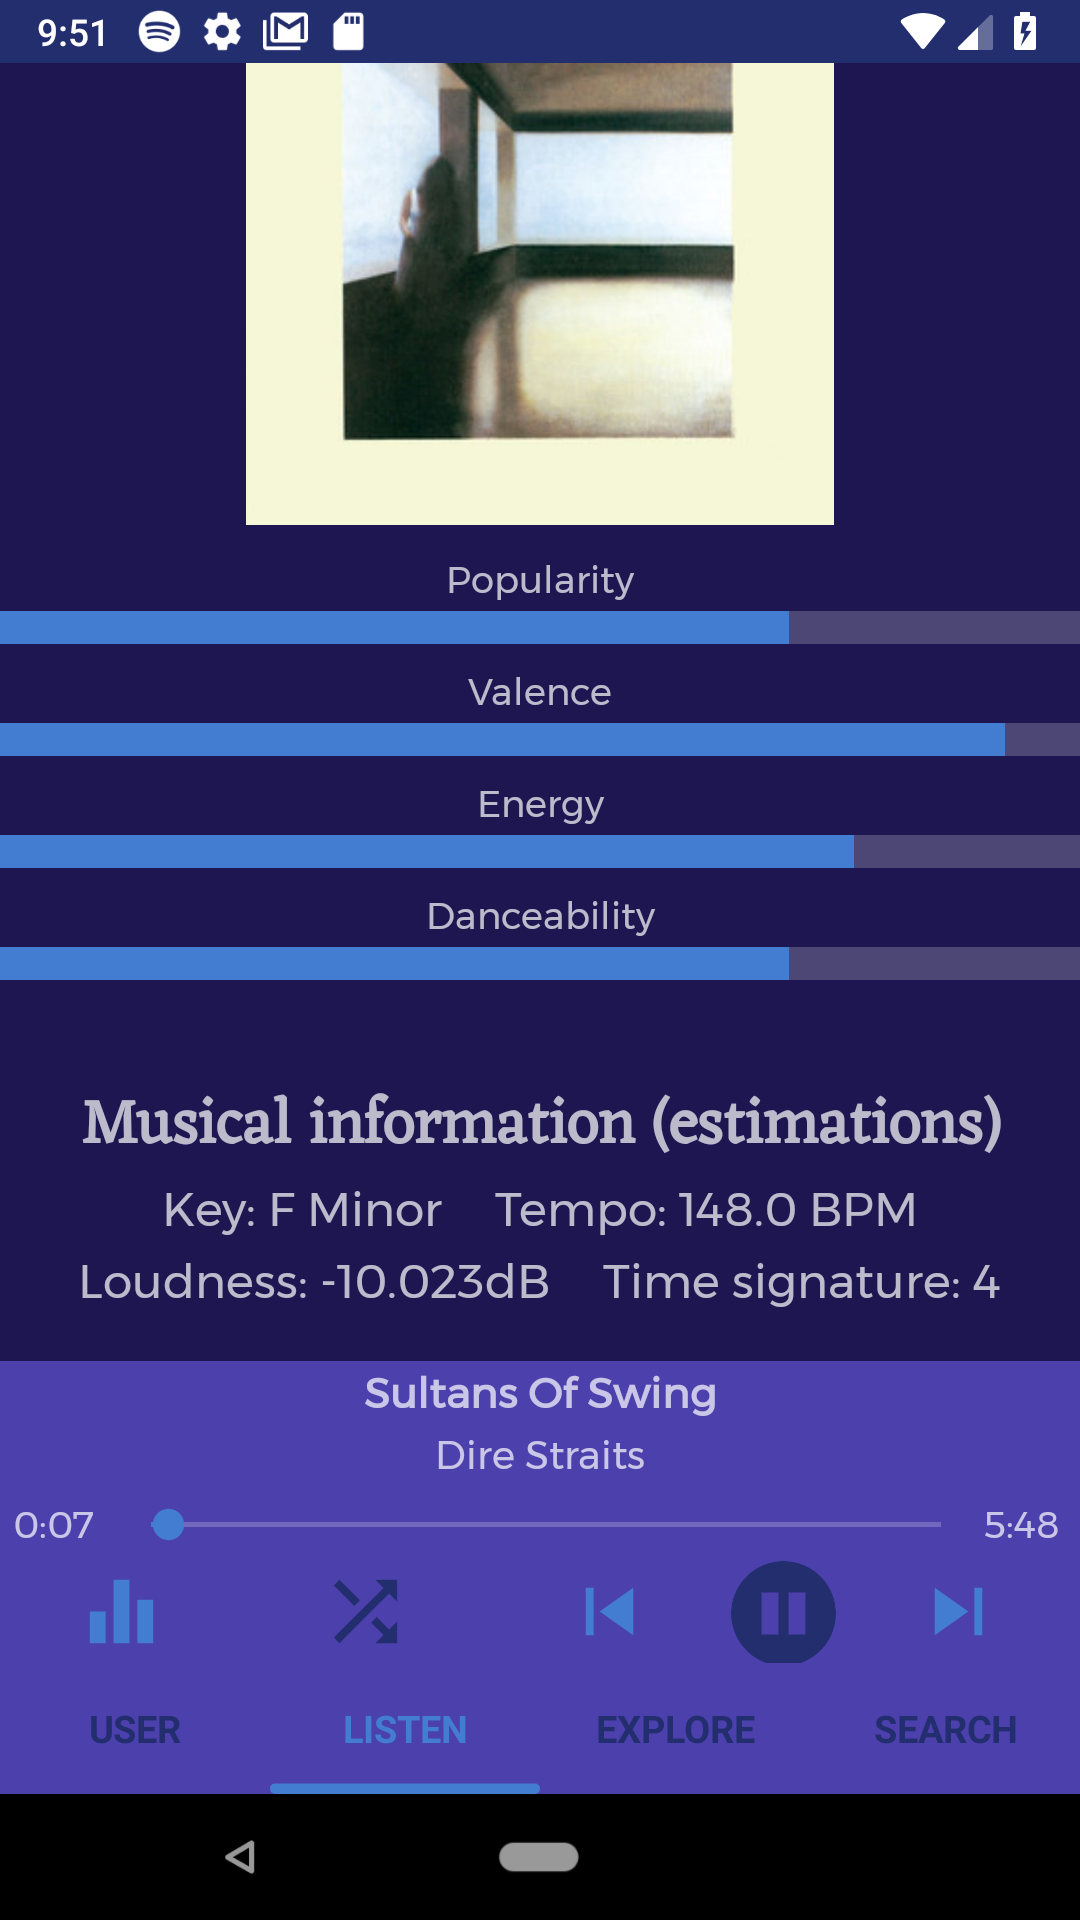 9:51
Popularity
Valence
Energy
Danceability
Musical information (estimations)
Key: F Minor Tempo: 148.0 BPM
Loudness: -10.023dB Time signature: 4
Sultans Of Swing
Dire Straits
0:07 5:48
USER LISTEN EXPLORE SEARCH